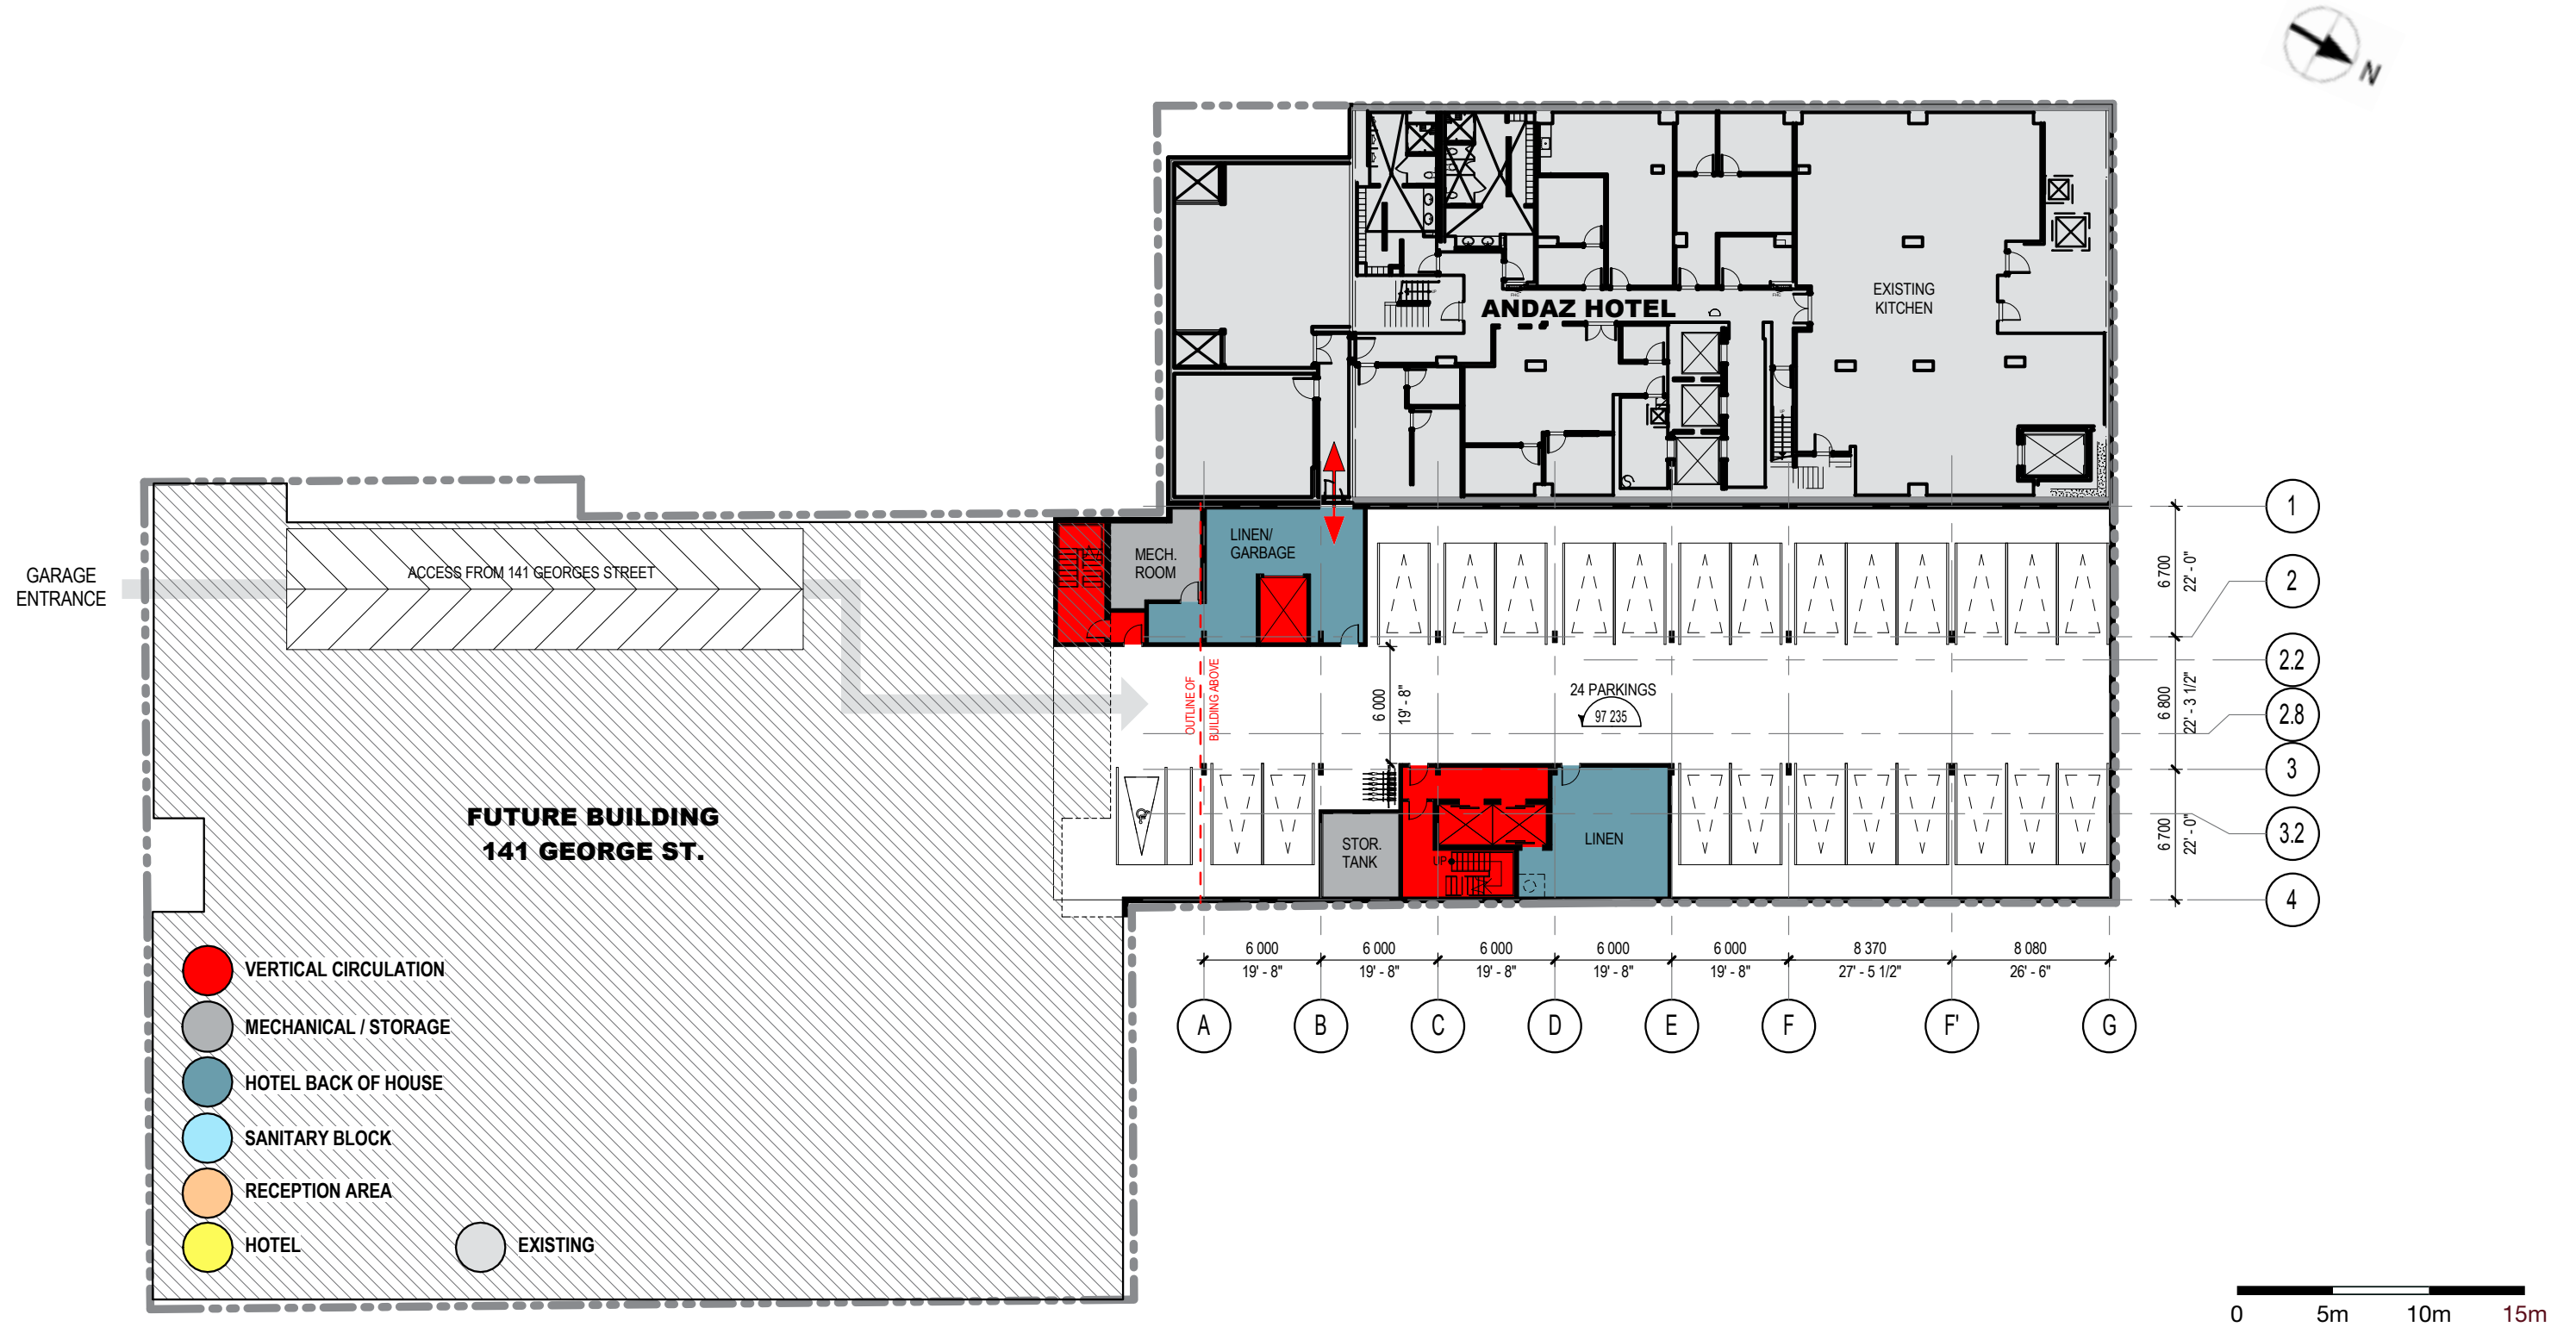 N
EXISTING
KITCHEN
ANDAZ HOTEL
1
LINEN/
GARBAGE
MECH.
ROOM
6 700
22' - 0"
GARAGE
ENTRANCE
ACCESS FROM 141 GEORGES STREET
2
2.2
OUTLINE OF
BUILDING ABOVE
6 000
19' - 8"
24 PARKINGS
97 235
6 800
22' - 3 1/2"
2.8
3
FUTURE BUILDING
141 GEORGE ST.
STOR.
TANK
UP
LINEN
6 700
22' - 0"
3.2
4
6 000
6 000
6 000
6 000
6 000
8 370
8 080
19' - 8"
19' - 8"
19' - 8"
19' - 8"
19' - 8"
27' - 5 1/2"
26' - 6"
A
B
C
D
E
F
F'
G
VERTICAL CIRCULATION
MECHANICAL / STORAGE
HOTEL BACK OF HOUSE
SANITARY BLOCK
RECEPTION AREA
HOTEL
EXISTING
0
5m
10m
15m